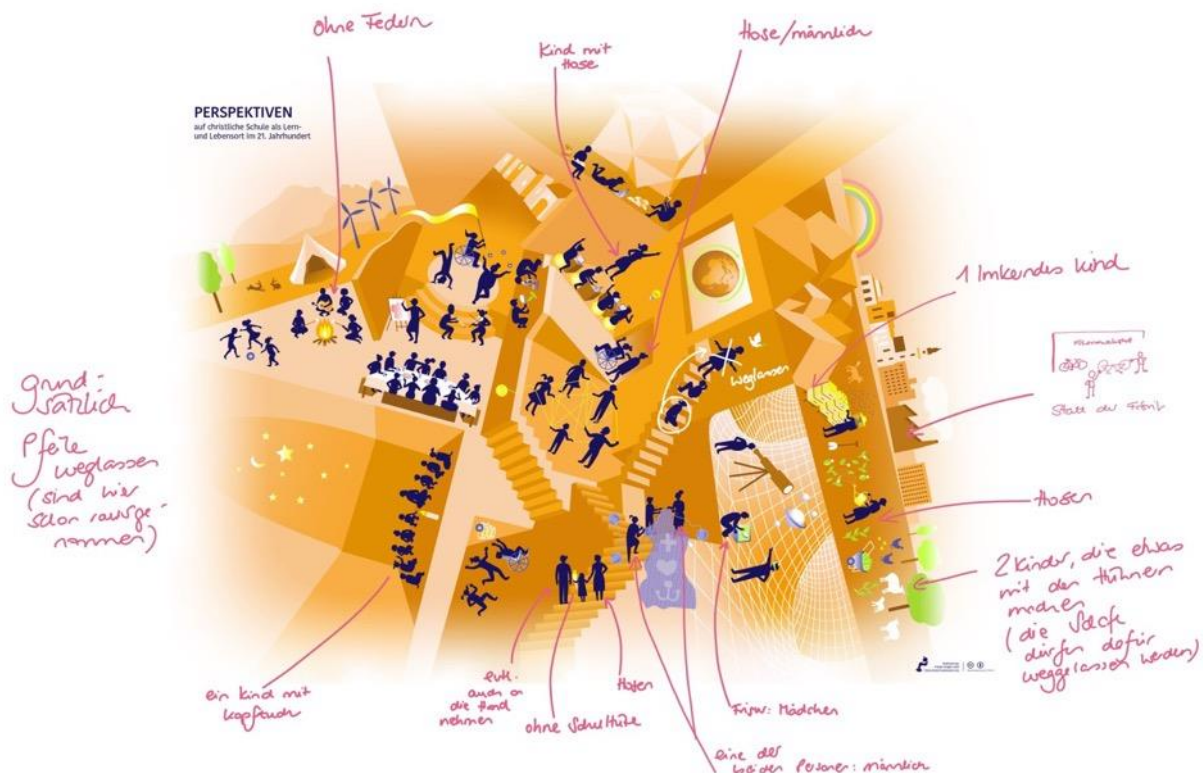 ohne Federn
Kind mit
Hose
Hose/männlich
PERSPEKTIVEN
auf christliche Schule als Lern-
und Lebensort im 21. Jahrhundert
1 Imkerndes Kind
weglassen
Statt der Fabrik
grund-
sätzlich
Pfeile
weglassen
(sind hier
schon rausge-
nommen)
Hosen
2 Kinder, die etwas
mit den Hühnern
machen
(die Schafe
dürfen dafür
weggelassen werden)
ein Kind mit
Kopftuch
evtl.
auch an
die Hand
nehmen
ohne Schultüte
Hosen
Frisur: Mädchen
eine der
beiden Personen: männlich